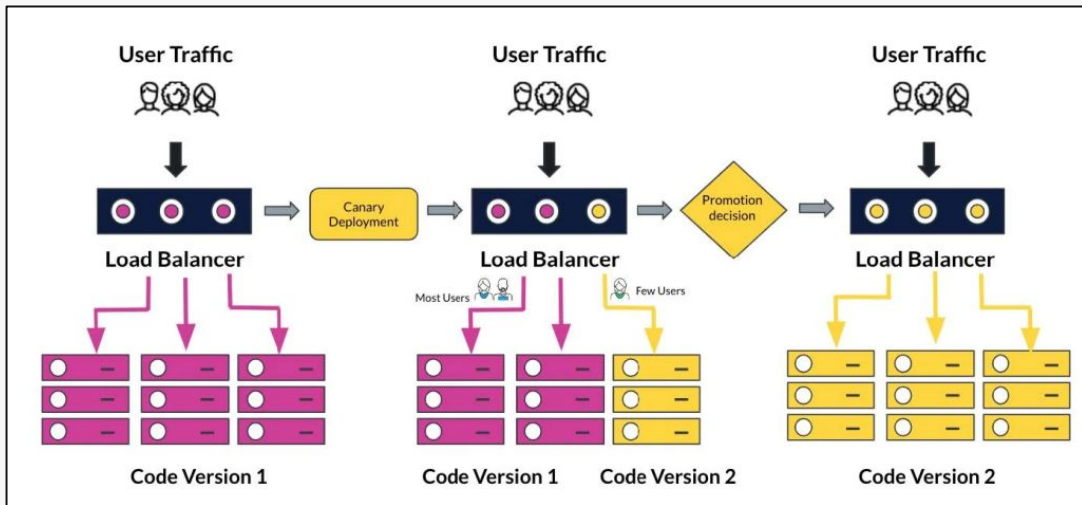 User Traffic
User Traffic
User Traffic
Canary
Deployment
Promotion
decision
Load Balancer
Load Balancer
Load Balancer
Most Users
Few Users
Code Version 1
Code Version 1
Code Version 2
Code Version 2